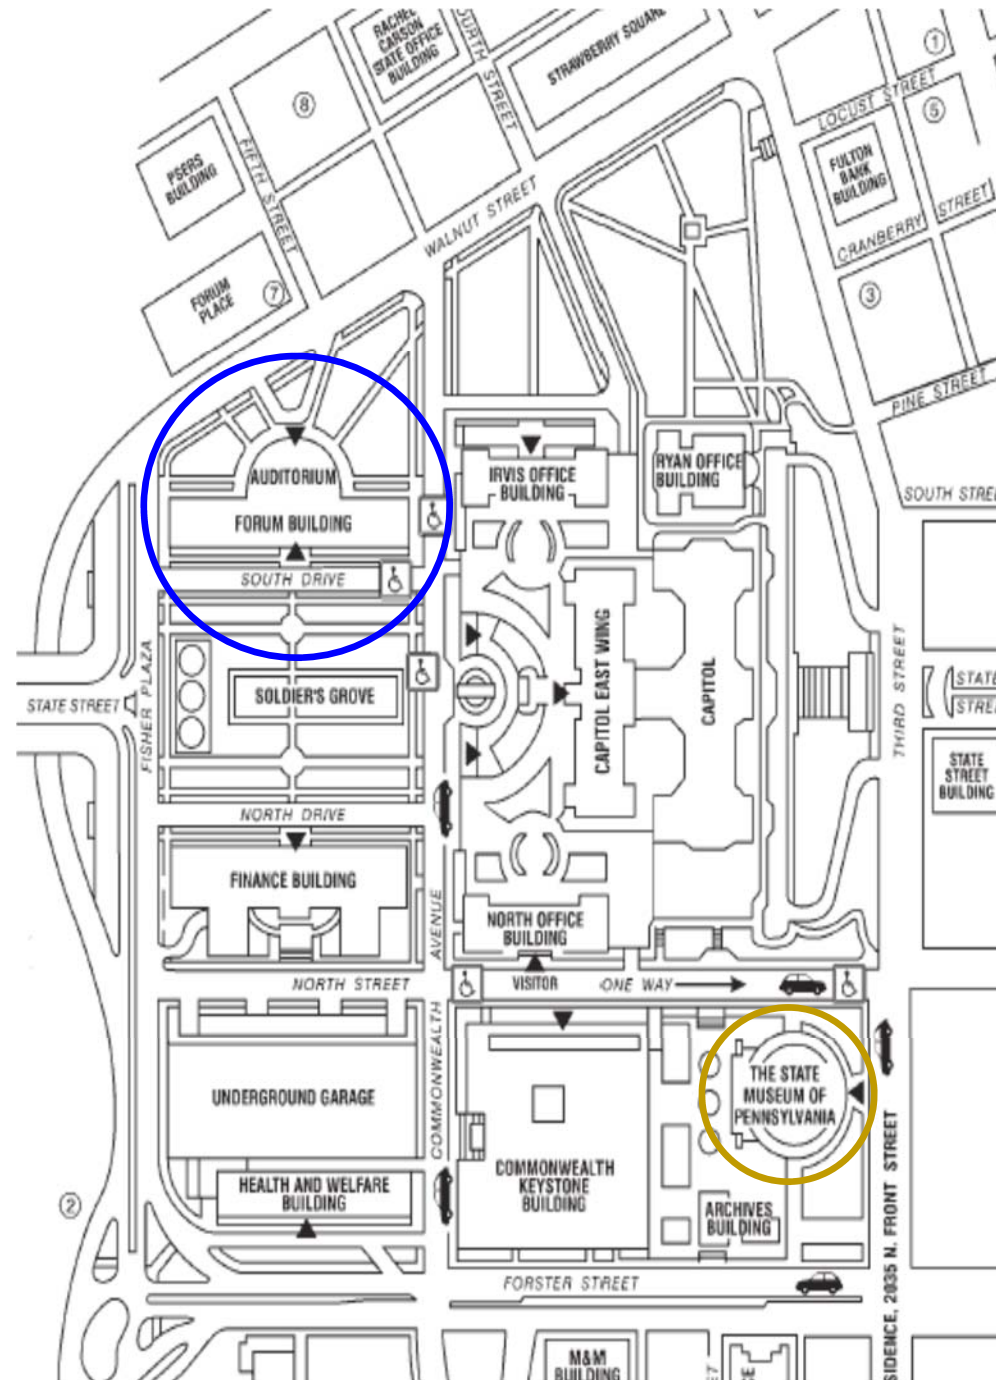 RACHEL
CARSON
STATE OFFICE
BUILDING
STREET
STRAWBERRY SQUARE
1
LOCUST STREET
5
8
PSERS
BUILDING
FIFTH STREET
FULTON
BANK
BUILDING
WALNUT STREET
CRANBERRY STREET
FORUM
PLACE
7
3
PINE STREET
AUDITORIUM
FORUM BUILDING
IRVIS OFFICE
BUILDING
RYAN OFFICE
BUILDING
SOUTH
SOUTH DRIVE
FISHER PLAZA
STATE STREET
SOLDIER'S GROVE
CAPITOL EAST WING
CAPITOL
THIRD STREET
STATE
STATE
STREET
BUILDING
NORTH DRIVE
FINANCE BUILDING
NORTH OFFICE
BUILDING
COMMONWEALTH AVENUE
NORTH STREET
VISITOR
ONE WAY
UNDERGROUND GARAGE
THE STATE
MUSEUM OF
PENNSYLVANIA
COMMONWEALTH
KEYSTONE
BUILDING
HEALTH AND WELFARE
BUILDING
ARCHIVES
BUILDING
2
FORSTER STREET
2035 N. FRONT STREET
M&M
BUILDING